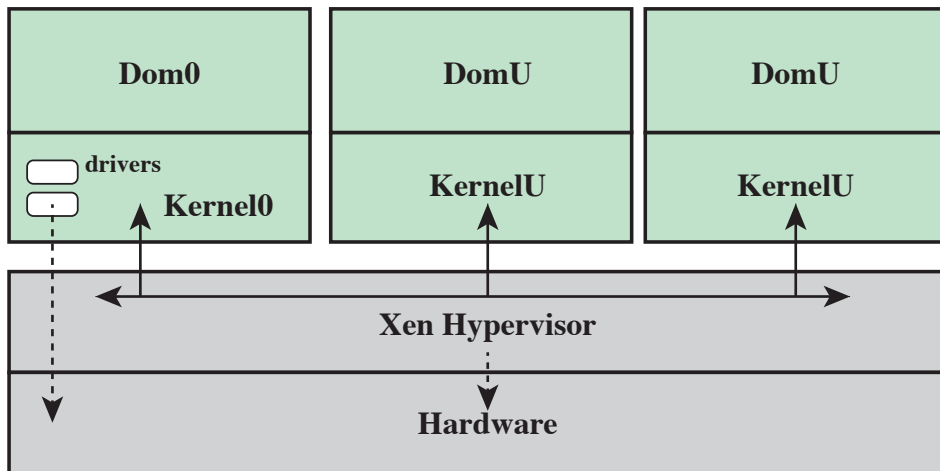 Dom0
DomU
DomU
drivers
Kernel0
KernelU
KernelU
Xen Hypervisor
Hardware